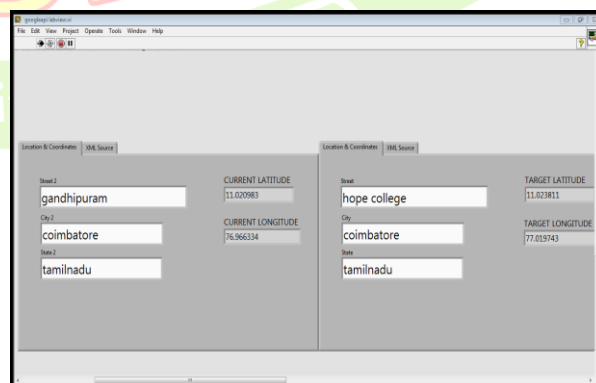 googleapi labview.vi
File Edit View Project Operate Tools Window Help
Location & Coordinates XML Source
Street 2
gandhipuram
City 2
coimbatore
State 2
tamilnadu
CURRENT LATITUDE
11.020983
CURRENT LONGITUDE
76.966334
Location & Coordinates XML Source
Street
hope college
City
coimbatore
State
tamilnadu
TARGET LATITUDE
11.023811
TARGET LONGITUDE
77.019743